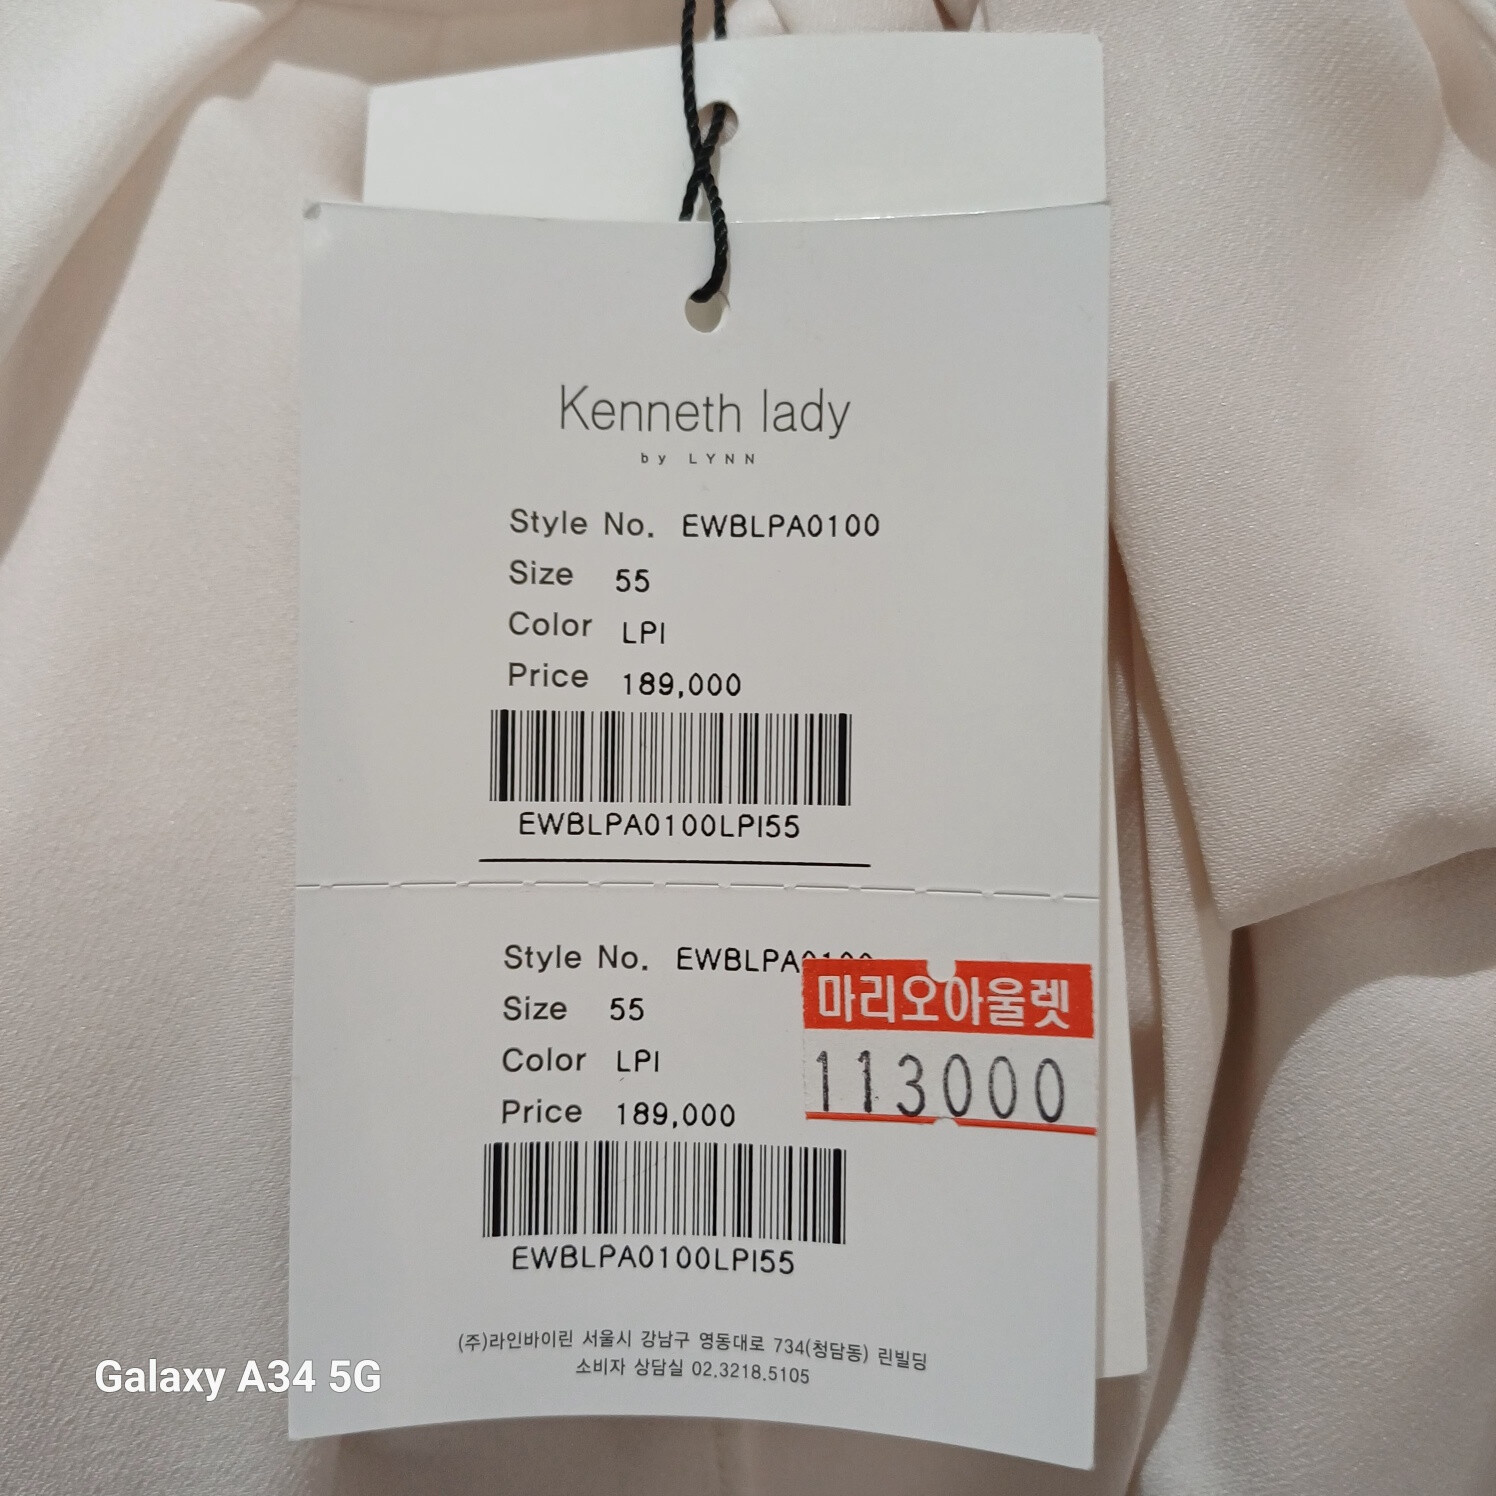 Kenneth lady
by LYNN
Style No. EWBLPA0100
Size 55
Color LPI
Price 189,000
EWBLPA0100LPI55
Style No. EWBLPA0100
마리오아울렛
Size 55
113000
Color LPI
Price 189,000
EWBLPA0100LPI55
(주)라인바이린 서울시 강남구 영동대로 734(청담동) 린빌딩
소비자 상담실 02.3218.5105
Galaxy A34 5G